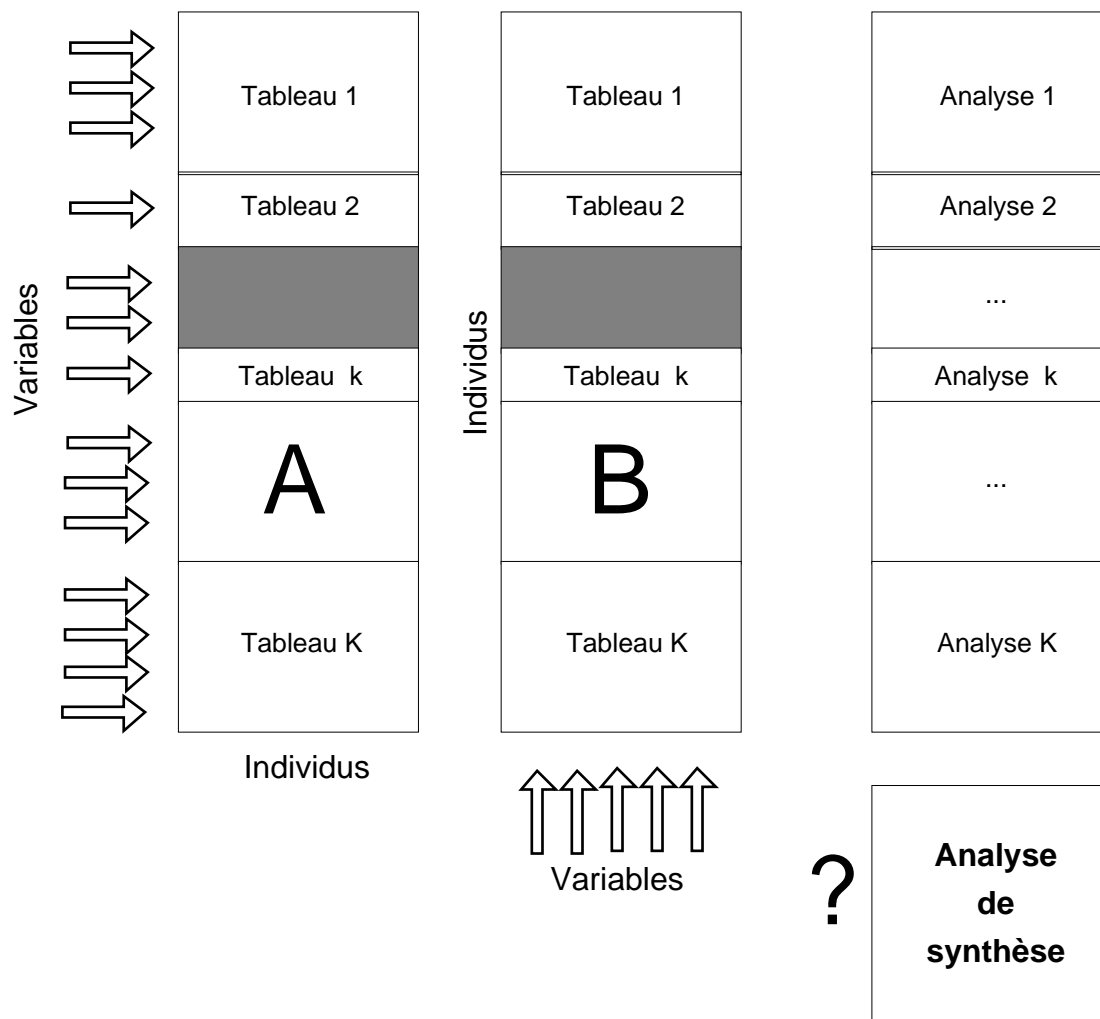 Tableau 1
Tableau 2
Tableau k
A
Tableau K
Variables
Individus
Tableau 1
Tableau 2
Tableau k
B
Tableau K
Individus
Variables
Analyse 1
Analyse 2
...
Analyse k
...
Analyse K
?
Analyse
de
synthèse